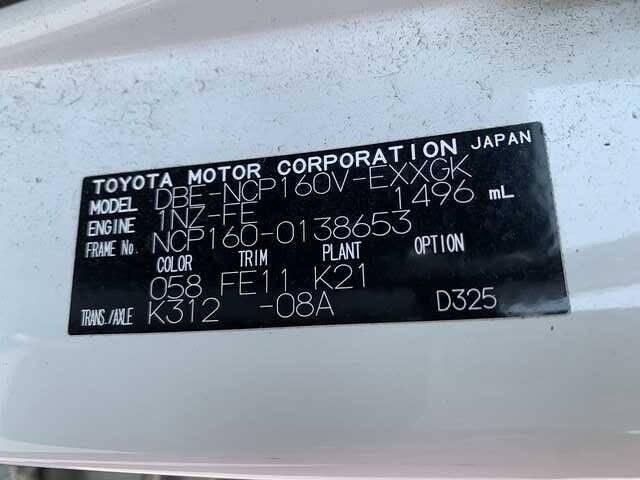 TOYOTA MOTOR CORPORATION JAPAN
MODEL DBE-NCP160V-EXXGK
ENGINE 1NZ-FE 1496 mL
FRAME No. NCP160-0138653
COLOR TRIM PLANT OPTION
058 FE11 K21
TRANS./AXLE K312 -08A D325